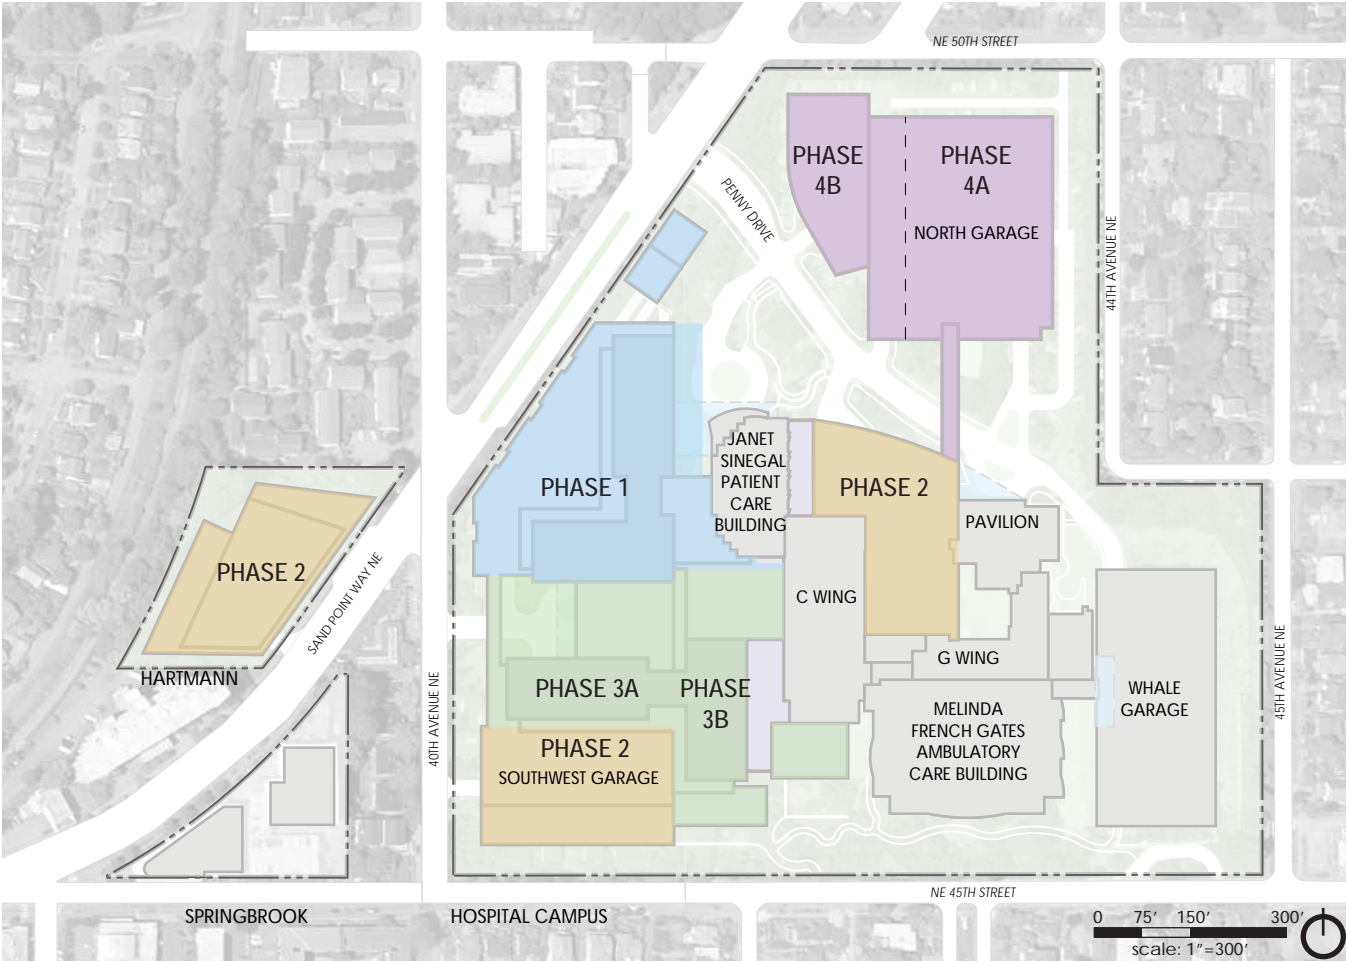 NE 50TH STREET
PHASE
4B
PHASE
4A
NORTH GARAGE
PENNY DRIVE
44TH AVENUE NE
JANET
SINEGAL
PATIENT
CARE
BUILDING
PHASE 1
PHASE 2
PAVILION
PHASE 2
SAND POINT WAY NE
HARTMANN
C WING
G WING
PHASE 3A
PHASE
3B
40TH AVENUE NE
45TH AVENUE NE
WHALE
GARAGE
MELINDA
FRENCH GATES
AMBULATORY
CARE BUILDING
PHASE 2
SOUTHWEST GARAGE
NE 45TH STREET
SPRINGBROOK
HOSPITAL CAMPUS
0 75' 150' 300'
scale: 1"=300'